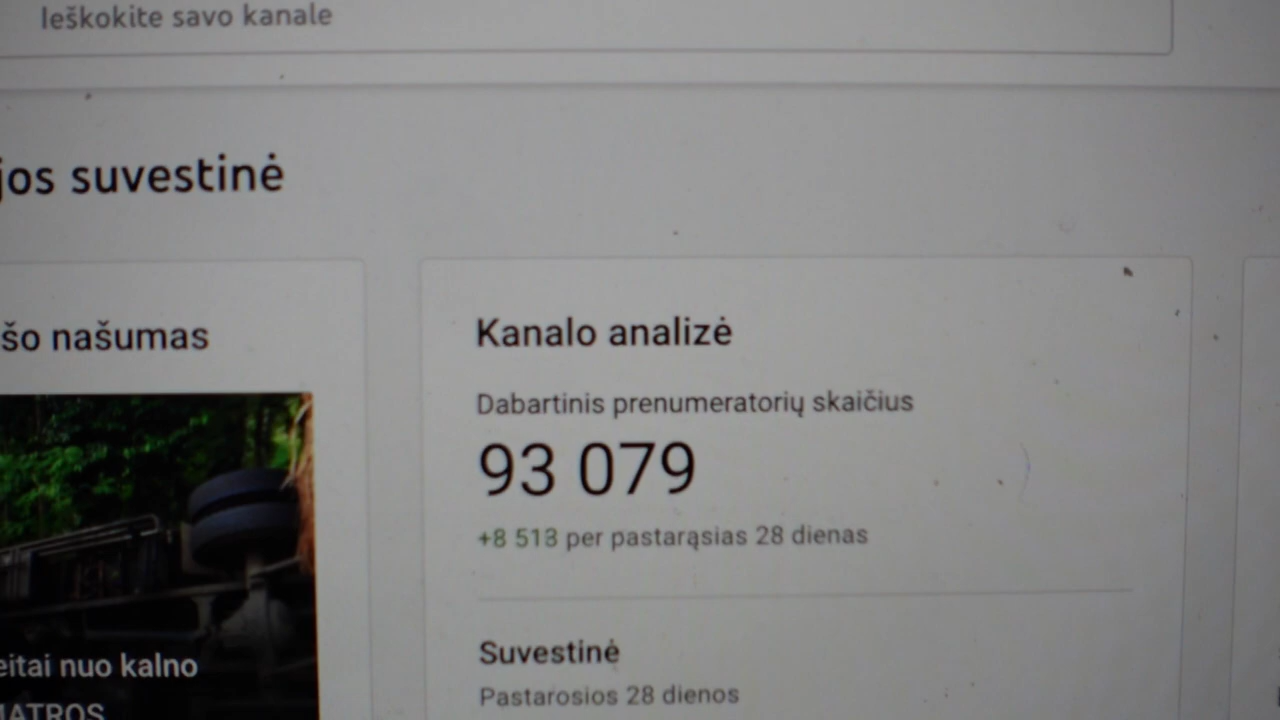 Ieškokite savo kanale
jos suvestinė
šo našumas
eitai nuo kalno
MATROS
Kanalo analizė
Dabartinis prenumeratorių skaičius
93 079
+8 513 per pastarąsias 28 dienas
Suvestinė
Pastarosios 28 dienos